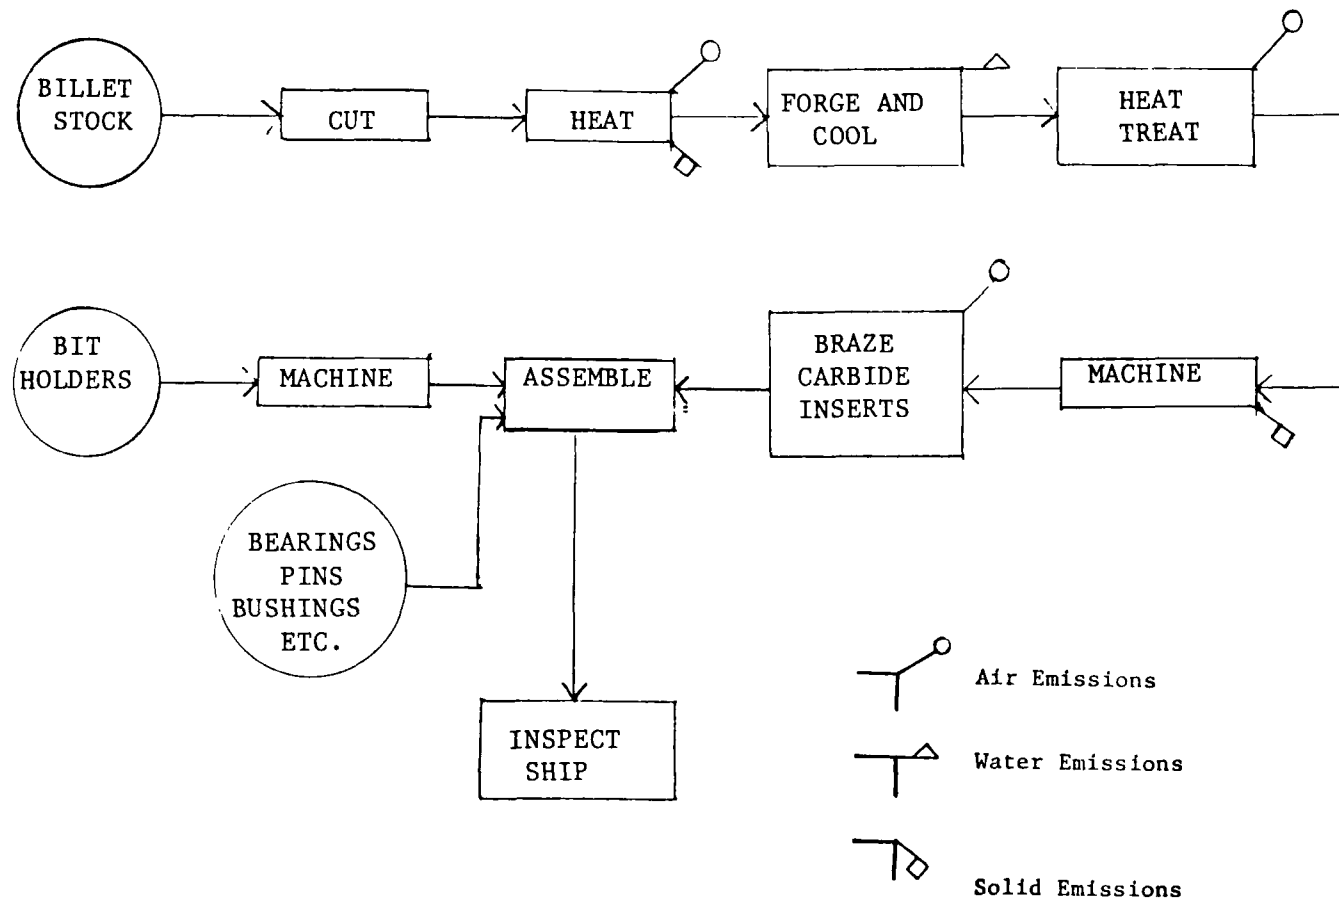 BILLET
STOCK
CUT
HEAT
FORGE AND
COOL
HEAT
TREAT
BIT
HOLDERS
MACHINE
ASSEMBLE
BRAZE
CARBIDE
INSERTS
MACHINE
BEARINGS
PINS
BUSHINGS
ETC.
INSPECT
SHIP
Air Emissions
Water Emissions
Solid Emissions